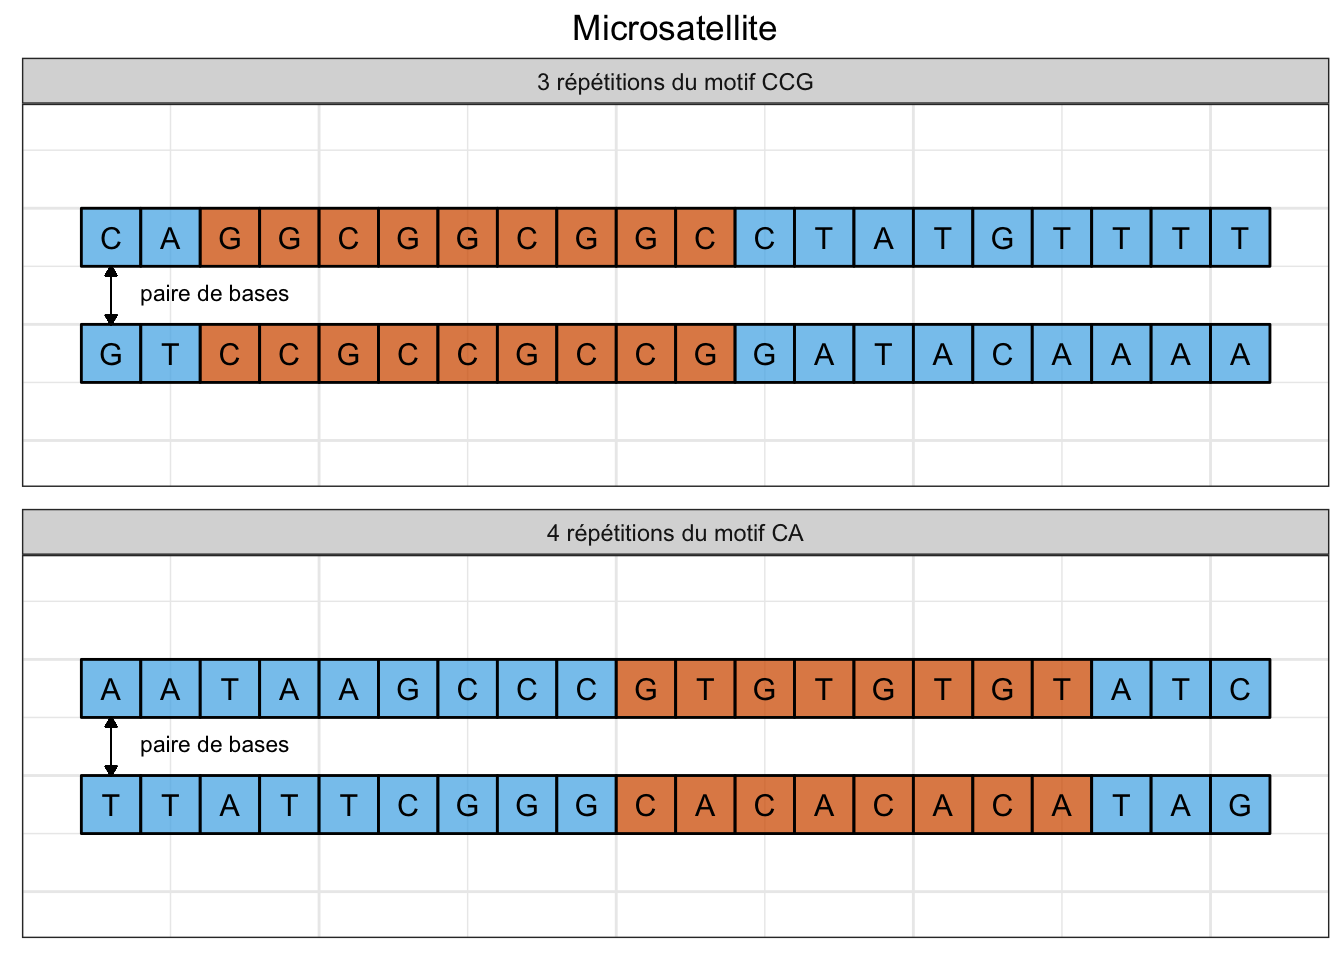 Microsatellite
3 répétitions du motif CCG
C A G G C G G C G G C C T A T G T T T T
paire de bases
G T C C G C C G C C G G A T A C A A A A
4 répétitions du motif CA
A A T A A G C C C G T G T G T G T A T C
paire de bases
T T A T T C G G G C A C A C A C A T A G